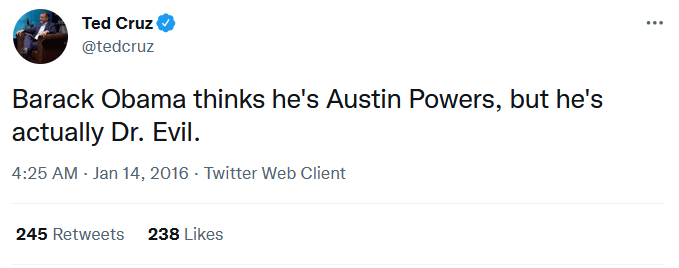 Ted Cruz
@tedcruz
Barack Obama thinks he's Austin Powers, but he's
actually Dr. Evil.
4:25 AM · Jan 14, 2016 · Twitter Web Client
245 Retweets 238 Likes